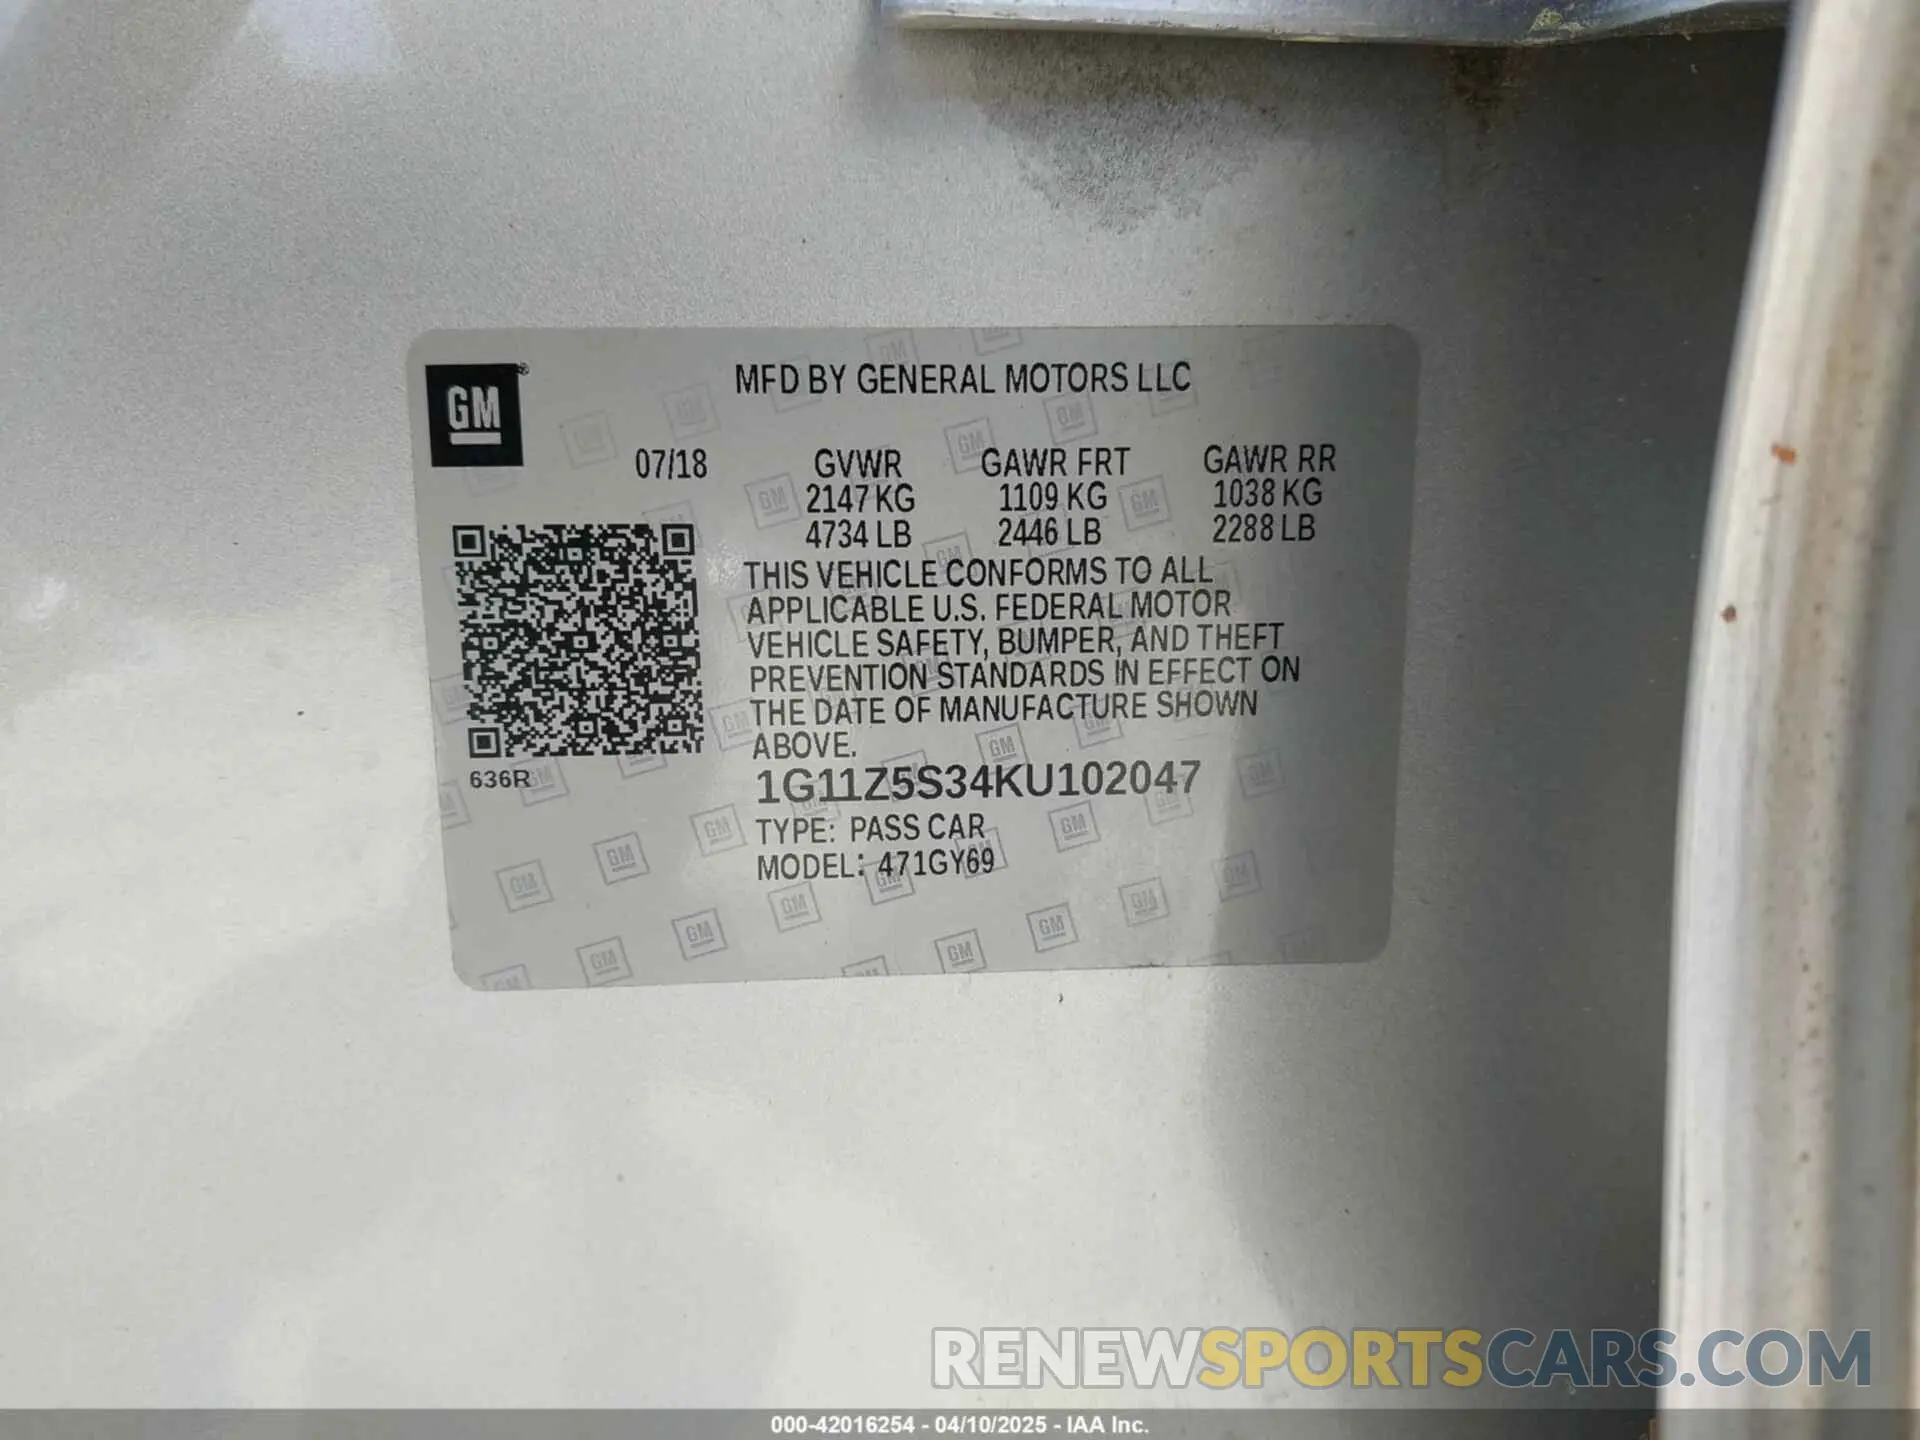 GM®
MFD BY GENERAL MOTORS LLC
07/18 GVWR GAWR FRT GAWR RR
2147 KG 1109 KG 1038 KG
4734 LB 2446 LB 2288 LB
THIS VEHICLE CONFORMS TO ALL
APPLICABLE U.S. FEDERAL MOTOR
VEHICLE SAFETY, BUMPER, AND THEFT
PREVENTION STANDARDS IN EFFECT ON
THE DATE OF MANUFACTURE SHOWN
ABOVE.
636R
1G11Z5S34KU102047
TYPE: PASS CAR
MODEL: 471GY69
RENEWSPORTSCARS.COM
000-42016254 - 04/10/2025 - IAA Inc.